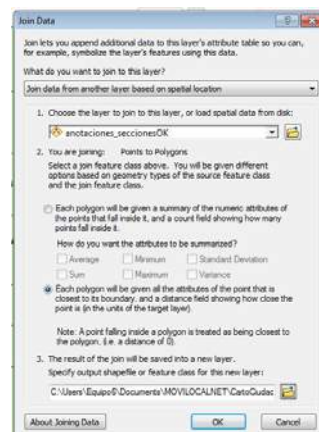 Join Data
Join lets you append additional data to this layer's attribute table so you can,
for example, symbolize the layer's features using this data.
What do you want to join to this layer?
Join data from another layer based on spatial location
1. Choose the layer to join to this layer, or load spatial data from disk:
anotaciones_seccionesOK
2. You are joining: Points to Polygons
Select a join feature class above. You will be given different
options based on geometry types of the source feature class
and the join feature class.
Each polygon will be given a summary of the numeric attributes of
the points that fall inside it, and a count field showing how many
points fall inside it.
How do you want the attributes to be summarized?
Average Minimum Standard Deviation
Sum Maximum Variance
Each polygon will be given all the attributes of the point that is
closest to its boundary, and a distance field showing how close
the point is (in the units of the target layer).
Note: A point falling inside a polygon is treated as being closest to
the polygon, (i.e. a distance of 0).
3. The result of the join will be saved into a new layer.
Specify output shapefile or feature class for this new layer:
C:\Users\Equipo6\Documents\MOVILOCALNET\CartoCiudac
About Joining Data OK Cancel